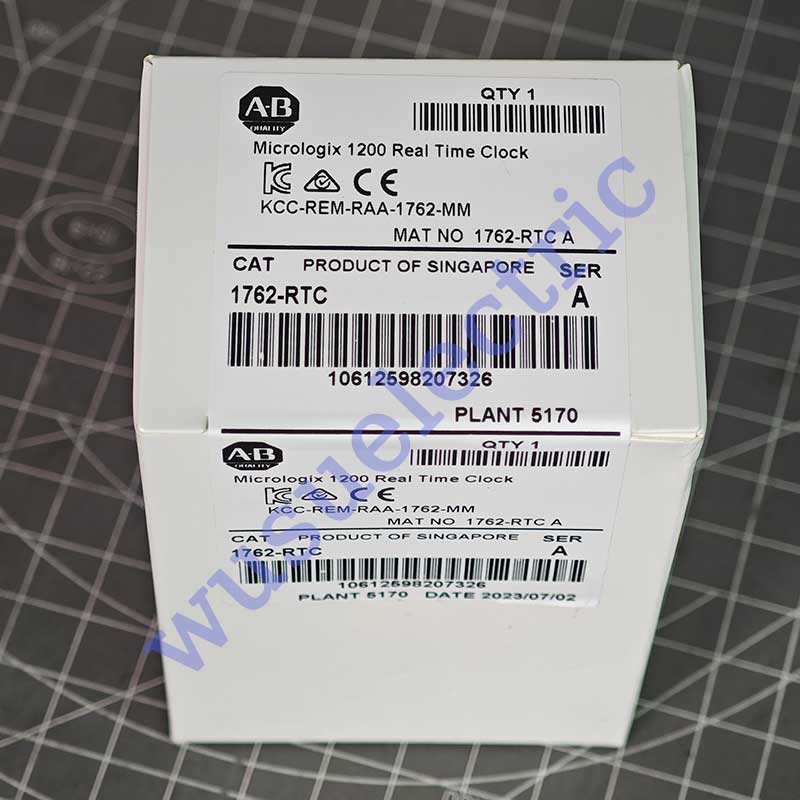 A-B
QUALITY
QTY 1
Micrologix 1200 Real Time Clock
CE
KCC-REM-RAA-1762-MM
MAT NO 1762-RTC A
CAT PRODUCT OF SINGAPORE SER
1762-RTC A
10612598207326
PLANT 5170
A-B
QUALITY
QTY 1
Micrologix 1200 Real Time Clock
CE
KCC-REM-RAA-1762-MM
MAT NO 1762-RTC A
CAT PRODUCT OF SINGAPORE SER
1762-RTC A
10612598207326
PLANT 5170 DATE 2023/07/02
wusuelectric